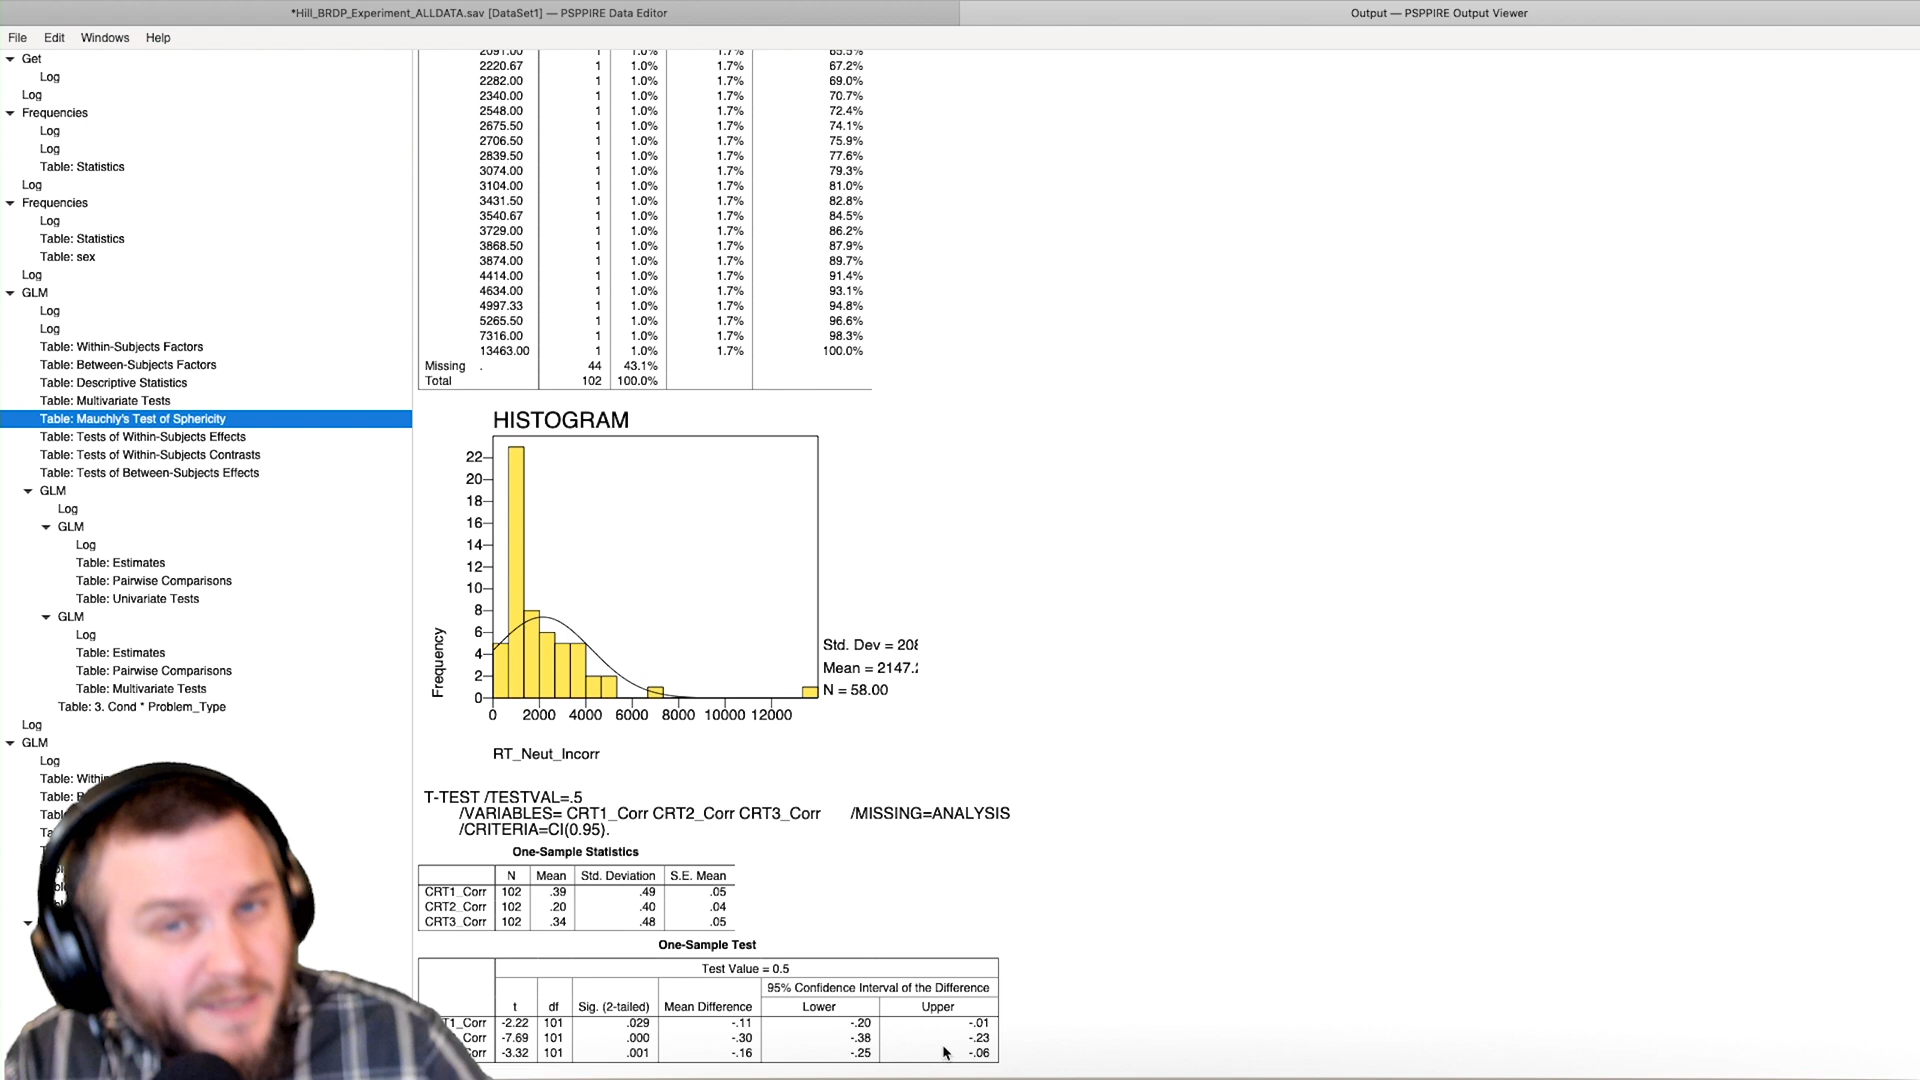 *Hill_BRDP_Experiment_ALLDATA.sav [DataSet1] — PSPPIRE Data Editor
Output — PSPPIRE Output Viewer
File Edit Windows Help
Get
Log
Log
Frequencies
Log
Log
Table: Statistics
Log
Frequencies
Log
Table: Statistics
Table: sex
Log
GLM
Log
Log
Table: Within-Subjects Factors
Table: Between-Subjects Factors
Table: Descriptive Statistics
Table: Multivariate Tests
Table: Mauchly's Test of Sphericity
Table: Tests of Within-Subjects Effects
Table: Tests of Within-Subjects Contrasts
Table: Tests of Between-Subjects Effects
GLM
Log
GLM
Log
Table: Estimates
Table: Pairwise Comparisons
Table: Univariate Tests
GLM
Log
Table: Estimates
Table: Pairwise Comparisons
Table: Multivariate Tests
Table: 3. Cond * Problem_Type
Log
GLM
Log
Table: Within
Table: B
2091.00 1 1.0% 1.7% 65.5%
2220.67 1 1.0% 1.7% 67.2%
2282.00 1 1.0% 1.7% 69.0%
2340.00 1 1.0% 1.7% 70.7%
2548.00 1 1.0% 1.7% 72.4%
2675.50 1 1.0% 1.7% 74.1%
2706.50 1 1.0% 1.7% 75.9%
2839.50 1 1.0% 1.7% 77.6%
3074.00 1 1.0% 1.7% 79.3%
3104.00 1 1.0% 1.7% 81.0%
3431.50 1 1.0% 1.7% 82.8%
3540.67 1 1.0% 1.7% 84.5%
3729.00 1 1.0% 1.7% 86.2%
3868.50 1 1.0% 1.7% 87.9%
3874.00 1 1.0% 1.7% 89.7%
4414.00 1 1.0% 1.7% 91.4%
4634.00 1 1.0% 1.7% 93.1%
4997.33 1 1.0% 1.7% 94.8%
5265.50 1 1.0% 1.7% 96.6%
7316.00 1 1.0% 1.7% 98.3%
13463.00 1 1.0% 1.7% 100.0%
Missing . 44 43.1%
Total 102 100.0%
HISTOGRAM
22
20
18
16
14
12
10
8
6
4
2
0
Frequency
0 2000 4000 6000 8000 10000 12000
RT_Neut_Incorr
Std. Dev = 208
Mean = 2147.2
N = 58.00
T-TEST /TESTVAL=.5
/VARIABLES= CRT1_Corr CRT2_Corr CRT3_Corr /MISSING=ANALYSIS
/CRITERIA=CI(0.95).
One-Sample Statistics
N Mean Std. Deviation S.E. Mean
CRT1_Corr 102 .39 .49 .05
CRT2_Corr 102 .20 .40 .04
CRT3_Corr 102 .34 .48 .05
One-Sample Test
Test Value = 0.5
95% Confidence Interval of the Difference
t df Sig. (2-tailed) Mean Difference Lower Upper
T1_Corr -2.22 101 .029 -.11 -.20 -.01
Corr -7.69 101 .000 -.30 -.38 -.23
orr -3.32 101 .001 -.16 -.25 -.06